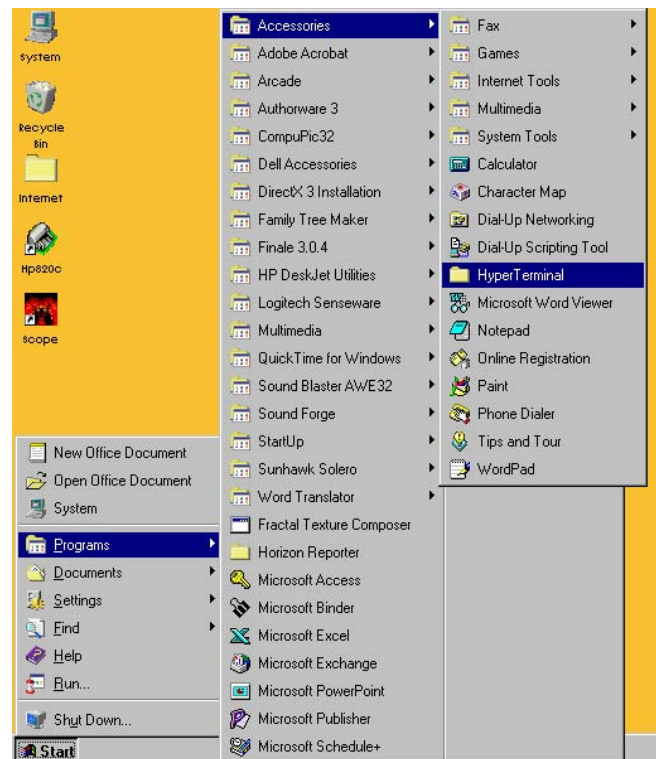 system
Recycle
Bin
Internet
Hp820c
scope
New Office Document
Open Office Document
System
Programs
Documents
Settings
Find
Help
Run...
Shut Down...
Start
Accessories
Adobe Acrobat
Arcade
Authorware 3
CompuPic32
Dell Accessories
DirectX 3 Installation
Family Tree Maker
Finale 3.0.4
HP DeskJet Utilities
Logitech Senseware
Multimedia
QuickTime for Windows
Sound Blaster AWE32
Sound Forge
StartUp
Sunhawk Solero
Word Translator
Fractal Texture Composer
Horizon Reporter
Microsoft Access
Microsoft Binder
Microsoft Excel
Microsoft Exchange
Microsoft PowerPoint
Microsoft Publisher
Microsoft Schedule+
Fax
Games
Internet Tools
Multimedia
System Tools
Calculator
Character Map
Dial-Up Networking
Dial-Up Scripting Tool
HyperTerminal
Microsoft Word Viewer
Notepad
Online Registration
Paint
Phone Dialer
Tips and Tour
WordPad